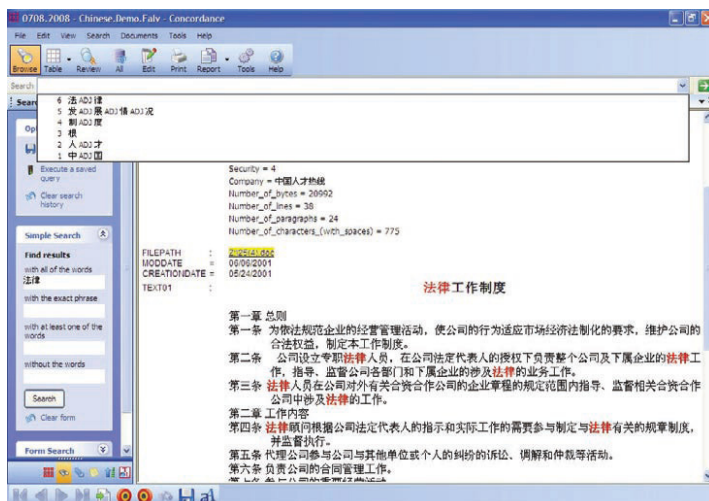 0708.2008 - Chinese.Demo.Falv - Concordance
File Edit View Search Documents Tools Help
Browse Table Review All Edit Print Report Tools Help
Search
Sear
6 法 ADJ 律
5 发 ADJ 展 ADJ 情 ADJ 况
4 制 ADJ 度
3 根
2 人 ADJ 才
1 中 ADJ 国
Op
Execute a saved
query
Clear search
history
Security = 4
Company = 中国人才热线
Number_of_bytes = 20992
Number_of_lines = 38
Number_of_paragraphs = 24
Number_of_characters_(with_spaces) = 775
Simple Search
Find results
with all of the words
法律
with the exact phrase
with at least one of the
words
without the words
Search
Clear form
Form Search
FILEPATH :
MODDATE = 06/06/2001
CREATIONDATE = 05/24/2001
TEXT01 :
法律工作制度
第一章 总则
第一条 为依法规范企业的经营管理活动，使公司的行为适应市场经济法制化的要求，维护公司的
合法权益，制定本工作制度。
第二条 公司设立专职法律人员，在公司法定代表人的授权下负责整个公司及下属企业的法律工
作，指导、监督公司各部门和下属企业的涉及法律的业务工作。
第三条 法律人员在公司对外有关合资合作公司的企业章程的规定范围内指导、监督相关合资合作
公司中涉及法律的工作。
第二章 工作内容
第四条 法律顾问根据公司法定代表人的指示和实际工作的需要参与制定与法律有关的规章制度，
并监督执行。
第五条 代理公司参与公司与其他单位或个人的纠纷的诉讼、调解和仲裁等活动。
第六条 负责公司的合同管理工作。